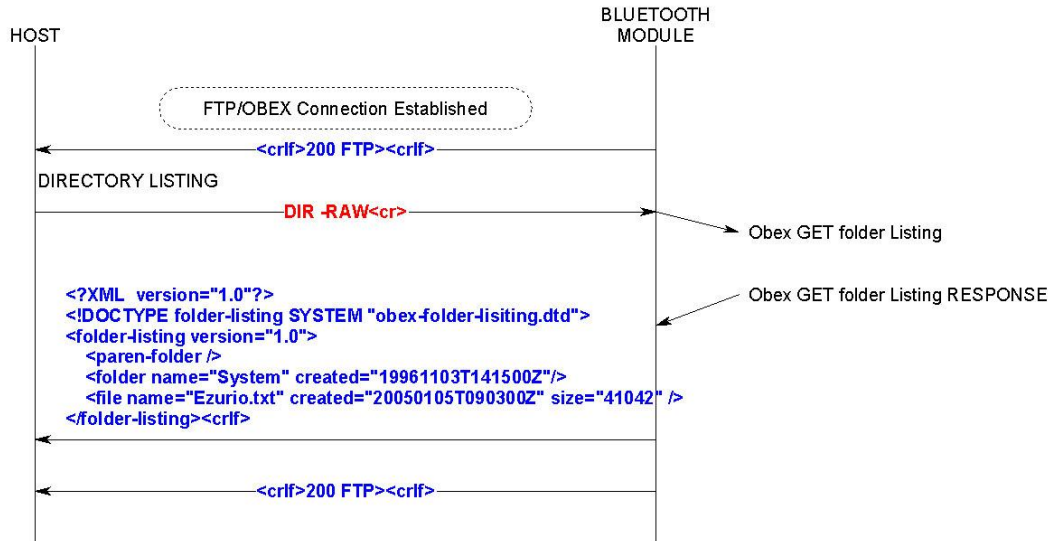 HOST
BLUETOOTH
MODULE
FTP/OBEX Connection Established
<crlf>200 FTP><crlf>
DIRECTORY LISTING
DIR -RAW<cr>
Obex GET folder Listing
Obex GET folder Listing RESPONSE
<?XML  version="1.0"?>
<!DOCTYPE folder-listing SYSTEM "obex-folder-lisiting.dtd">
<folder-listing version="1.0">
<paren-folder />
<folder name="System" created="19961103T141500Z"/>
<file name="Ezurio.txt" created="20050105T090300Z" size="41042" />
</folder-listing><crlf>
<crlf>200 FTP><crlf>